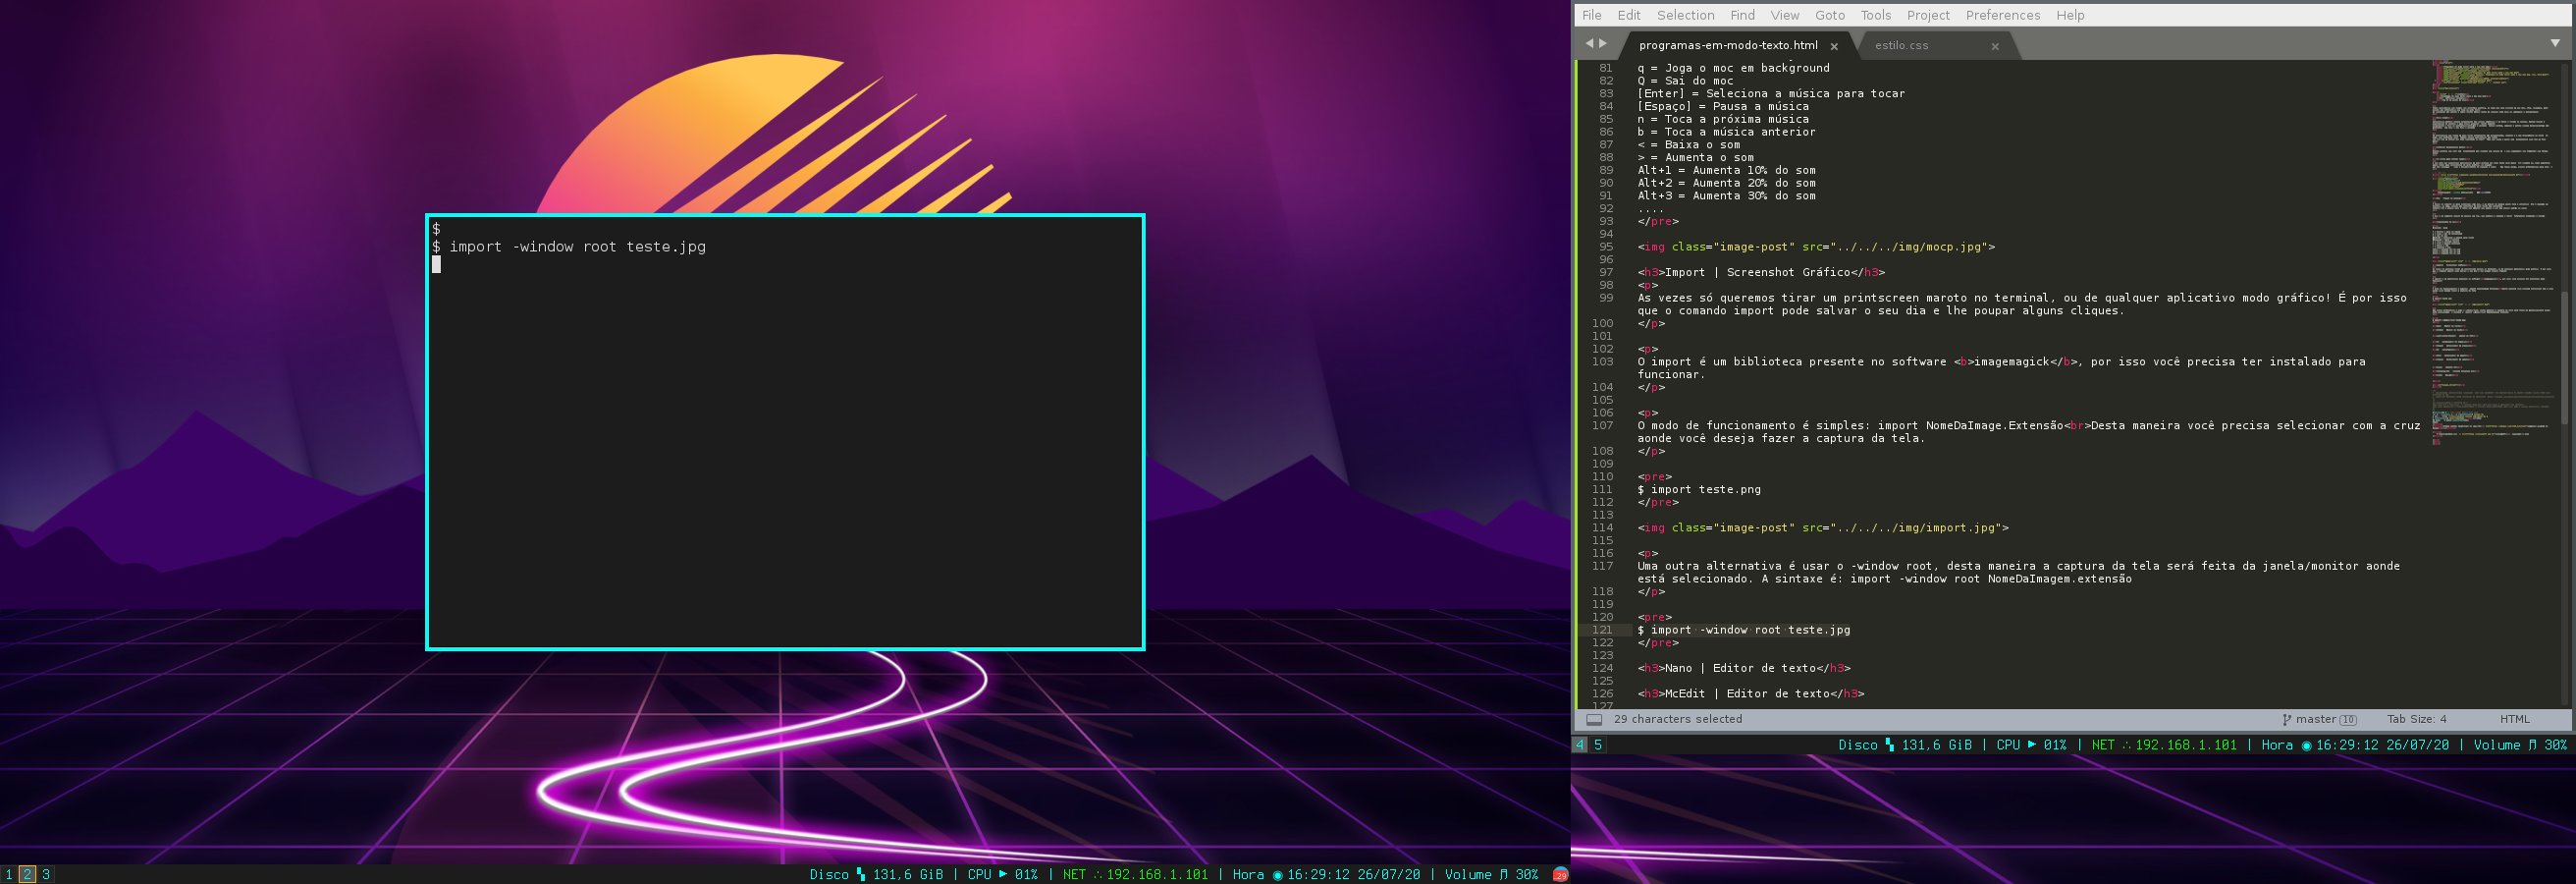 $
$ import -window root teste.jpg
1 2 3
Disco 131,6 GiB | CPU ► 01% | NET ∴ 192.168.1.101 | Hora ◉ 16:29:12 26/07/20 | Volume 30%
File Edit Selection Find View Goto Tools Project Preferences Help
programas-em-modo-texto.html × estilo.css ×
81 q = Joga o moc em background
82 Q = Sai do moc
83 [Enter] = Seleciona a música para tocar
84 [Espaço] = Pausa a música
85 n = Toca a próxima música
86 b = Toca a música anterior
87 < = Baixa o som
88 > = Aumenta o som
89 Alt+1 = Aumenta 10% do som
90 Alt+2 = Aumenta 20% do som
91 Alt+3 = Aumenta 30% do som
92 ....
93 </pre>
94
95 <img class="image-post" src="../../../img/mocp.jpg">
96
97 <h3>Import | Screenshot Gráfico</h3>
98 <p>
99 As vezes só queremos tirar um printscreen maroto no terminal, ou de qualquer aplicativo modo gráfico! É por isso
que o comando import pode salvar o seu dia e lhe poupar alguns cliques.
100 </p>
101
102 <p>
103 O import é um biblioteca presente no software <b>imagemagick</b>, por isso você precisa ter instalado para
funcionar.
104 </p>
105
106 <p>
107 O modo de funcionamento é simples: import NomeDaImage.Extensão<br>Desta maneira você precisa selecionar com a cruz
aonde você deseja fazer a captura da tela.
108 </p>
109
110 <pre>
111 $ import teste.png
112 </pre>
113
114 <img class="image-post" src="../../../img/import.jpg">
115
116 <p>
117 Uma outra alternativa é usar o -window root, desta maneira a captura da tela será feita da janela/monitor aonde
está selecionado. A sintaxe é: import -window root NomeDaImagem.extensão
118 </p>
119
120 <pre>
121 $ import -window root teste.jpg
122 </pre>
123
124 <h3>Nano | Editor de texto</h3>
125
126 <h3>McEdit | Editor de texto</h3>
127
29 characters selected master 10 Tab Size: 4 HTML
4 5 Disco 131,6 GiB | CPU ► 01% | NET ∴ 192.168.1.101 | Hora ◉ 16:29:12 26/07/20 | Volume 30%